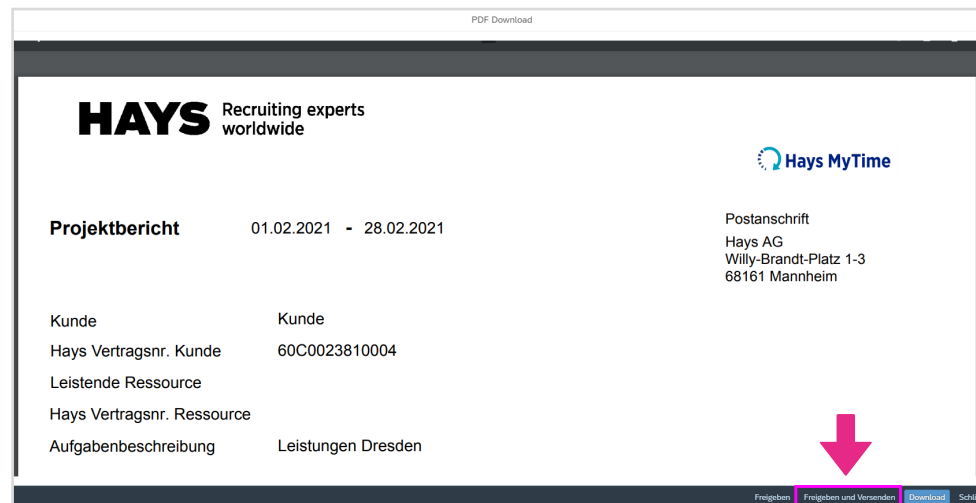 PDF Download
HAYS Recruiting experts
worldwide
Hays MyTime
Projektbericht 01.02.2021 - 28.02.2021
Postanschrift
Hays AG
Willy-Brandt-Platz 1-3
68161 Mannheim
Kunde Kunde
Hays Vertragsnr. Kunde 60C0023810004
Leistende Ressource
Hays Vertragsnr. Ressource
Aufgabenbeschreibung Leistungen Dresden
Freigeben Freigeben und Versenden Download